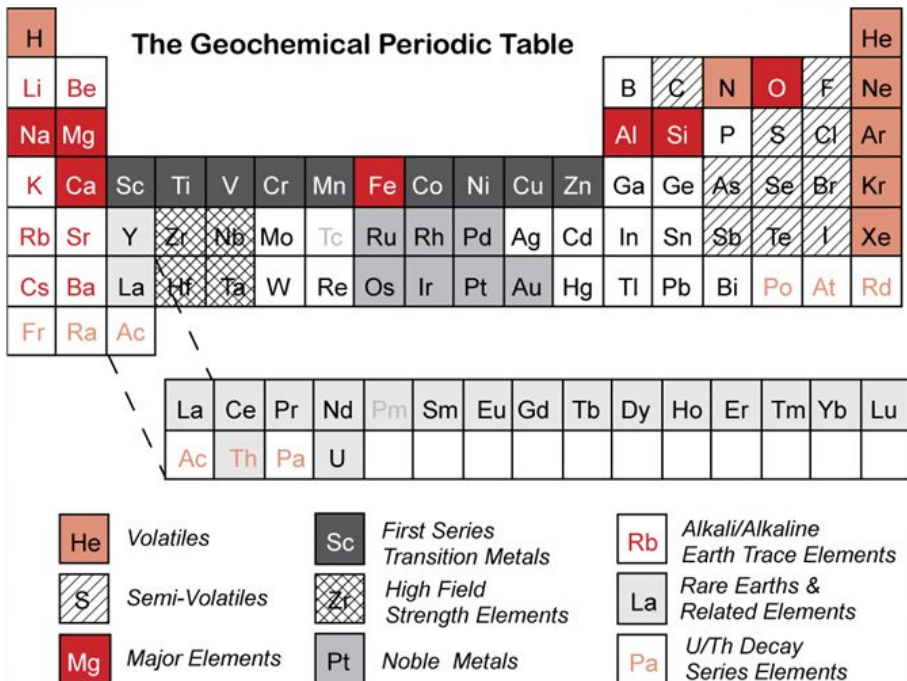 H The Geochemical Periodic Table He
Li Be B C N O F Ne
Na Mg Al Si P S Cl Ar
K Ca Sc Ti V Cr Mn Fe Co Ni Cu Zn Ga Ge As Se Br Kr
Rb Sr Y Zr Nb Mo Tc Ru Rh Pd Ag Cd In Sn Sb Te I Xe
Cs Ba La Hf Ta W Re Os Ir Pt Au Hg Tl Pb Bi Po At Rd
Fr Ra Ac
La Ce Pr Nd Pm Sm Eu Gd Tb Dy Ho Er Tm Yb Lu
Ac Th Pa U
He Volatiles
Sc First Series
Transition Metals
Rb Alkali/Alkaline
Earth Trace Elements
S Semi-Volatiles
Zr High Field
Strength Elements
La Rare Earths &
Related Elements
Mg Major Elements
Pt Noble Metals
Pa U/Th Decay
Series Elements